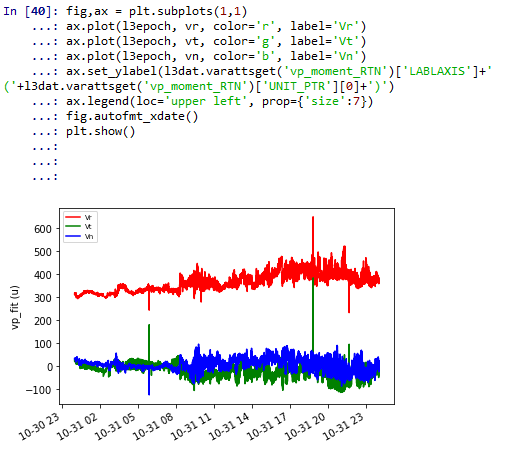 In [40]: fig,ax = plt.subplots(1,1)
...: ax.plot(l3epoch, vr, color='r', label='Vr')
...: ax.plot(l3epoch, vt, color='g', label='Vt')
...: ax.plot(l3epoch, vn, color='b', label='Vn')
...: ax.set_ylabel(l3dat.varattsget('vp_moment_RTN')['LABLAXIS']+'
('+l3dat.varattsget('vp_moment_RTN')['UNIT_PTR'][0]+')')
...: ax.legend(loc='upper left', prop={'size':7})
...: fig.autofmt_xdate()
...: plt.show()
...:
...:
...:
Vr
Vt
Vn
600
500
400
300
200
100
0
−100
vp_fit (u)
10-30 23
10-31 02
10-31 05
10-31 08
10-31 11
10-31 14
10-31 17
10-31 20
10-31 23